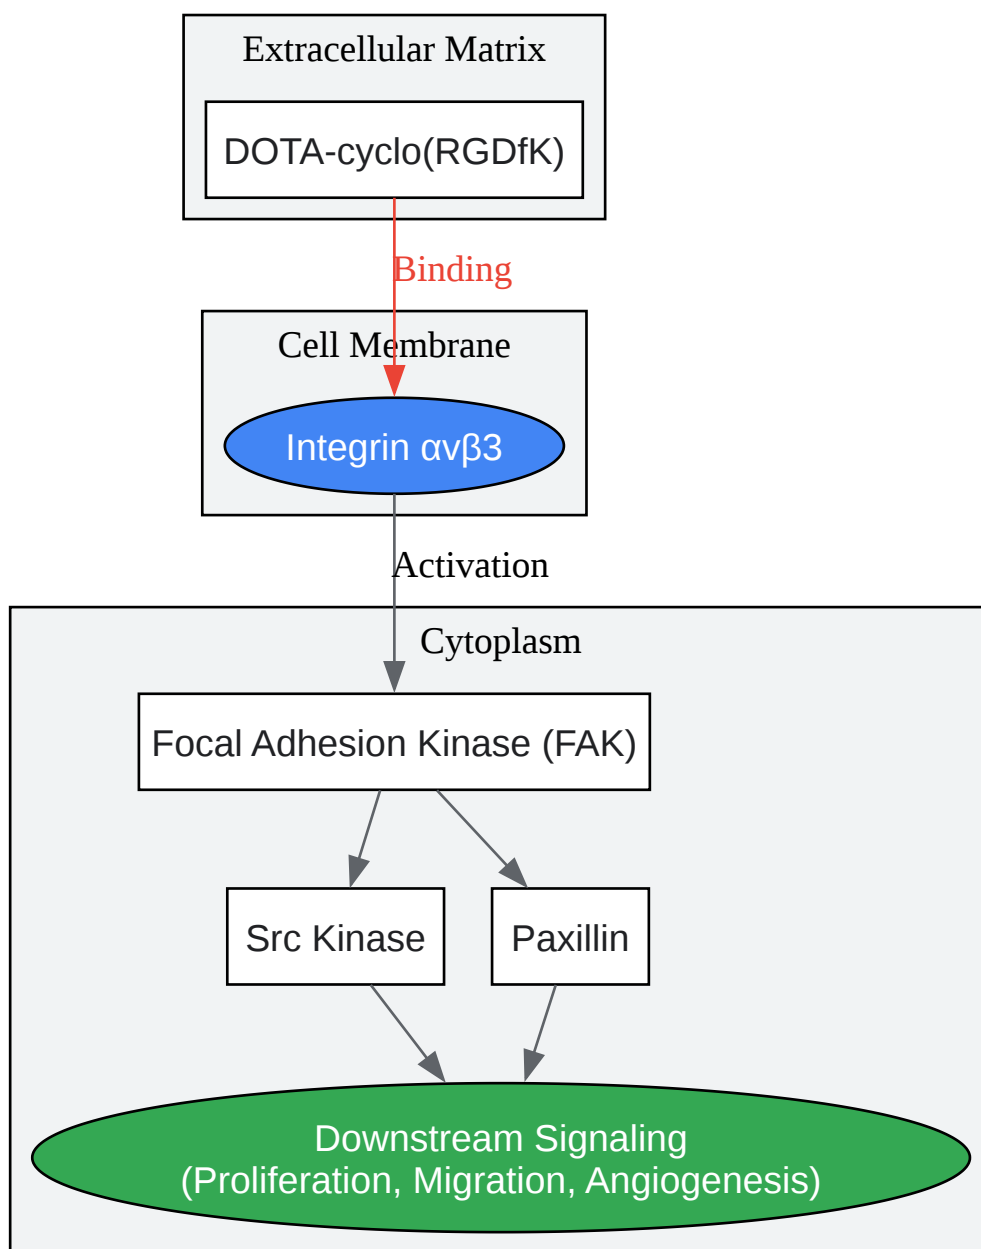 Extracellular Matrix
DOTA-cyclo(RGDfK)
Binding
Cell Membrane
Integrin αvβ3
Activation
Cytoplasm
Focal Adhesion Kinase (FAK)
Src Kinase
Paxillin
Downstream Signaling
(Proliferation, Migration, Angiogenesis)